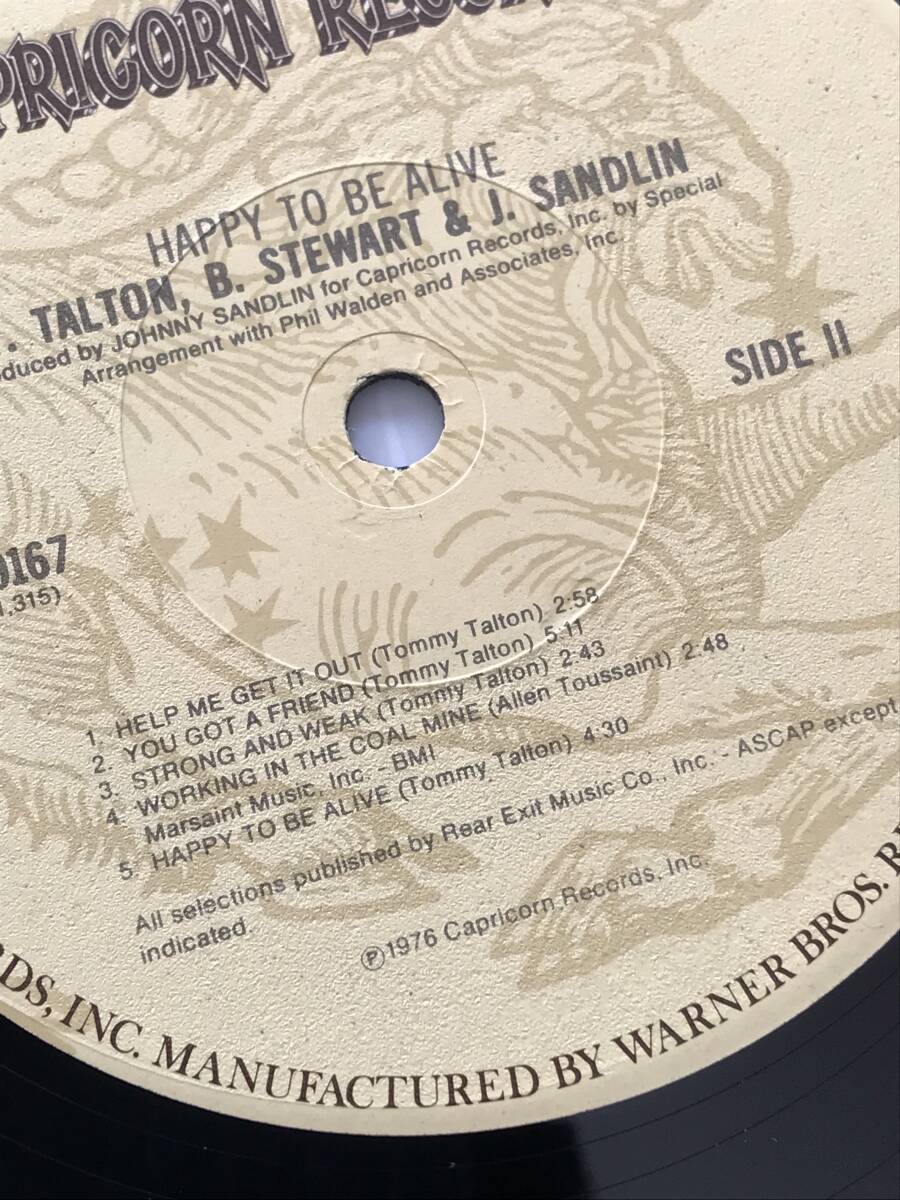 PRICORN RECOR
HAPPY TO BE ALIVE
. TALTON, B. STEWART & J. SANDLIN
duced by JOHNNY SANDLIN for Capricorn Records, Inc. by Special
Arrangement with Phil Walden and Associates, Inc.
SIDE II
0167
1,315)
1. HELP ME GET IT OUT (Tommy Talton) 2:58
2. YOU GOT A FRIEND (Tommy Talton) 5:11
3. STRONG AND WEAK (Tommy Talton) 2:43
4. WORKING IN THE COAL MINE (Allen Toussaint) 2:48
Marsaint Music, Inc. - BMI
5. HAPPY TO BE ALIVE (Tommy Talton) 4:30
All selections published by Rear Exit Music Co., Inc. - ASCAP except
indicated.
Ⓟ1976 Capricorn Records, Inc.
RDS, INC. MANUFACTURED BY WARNER BROS. R